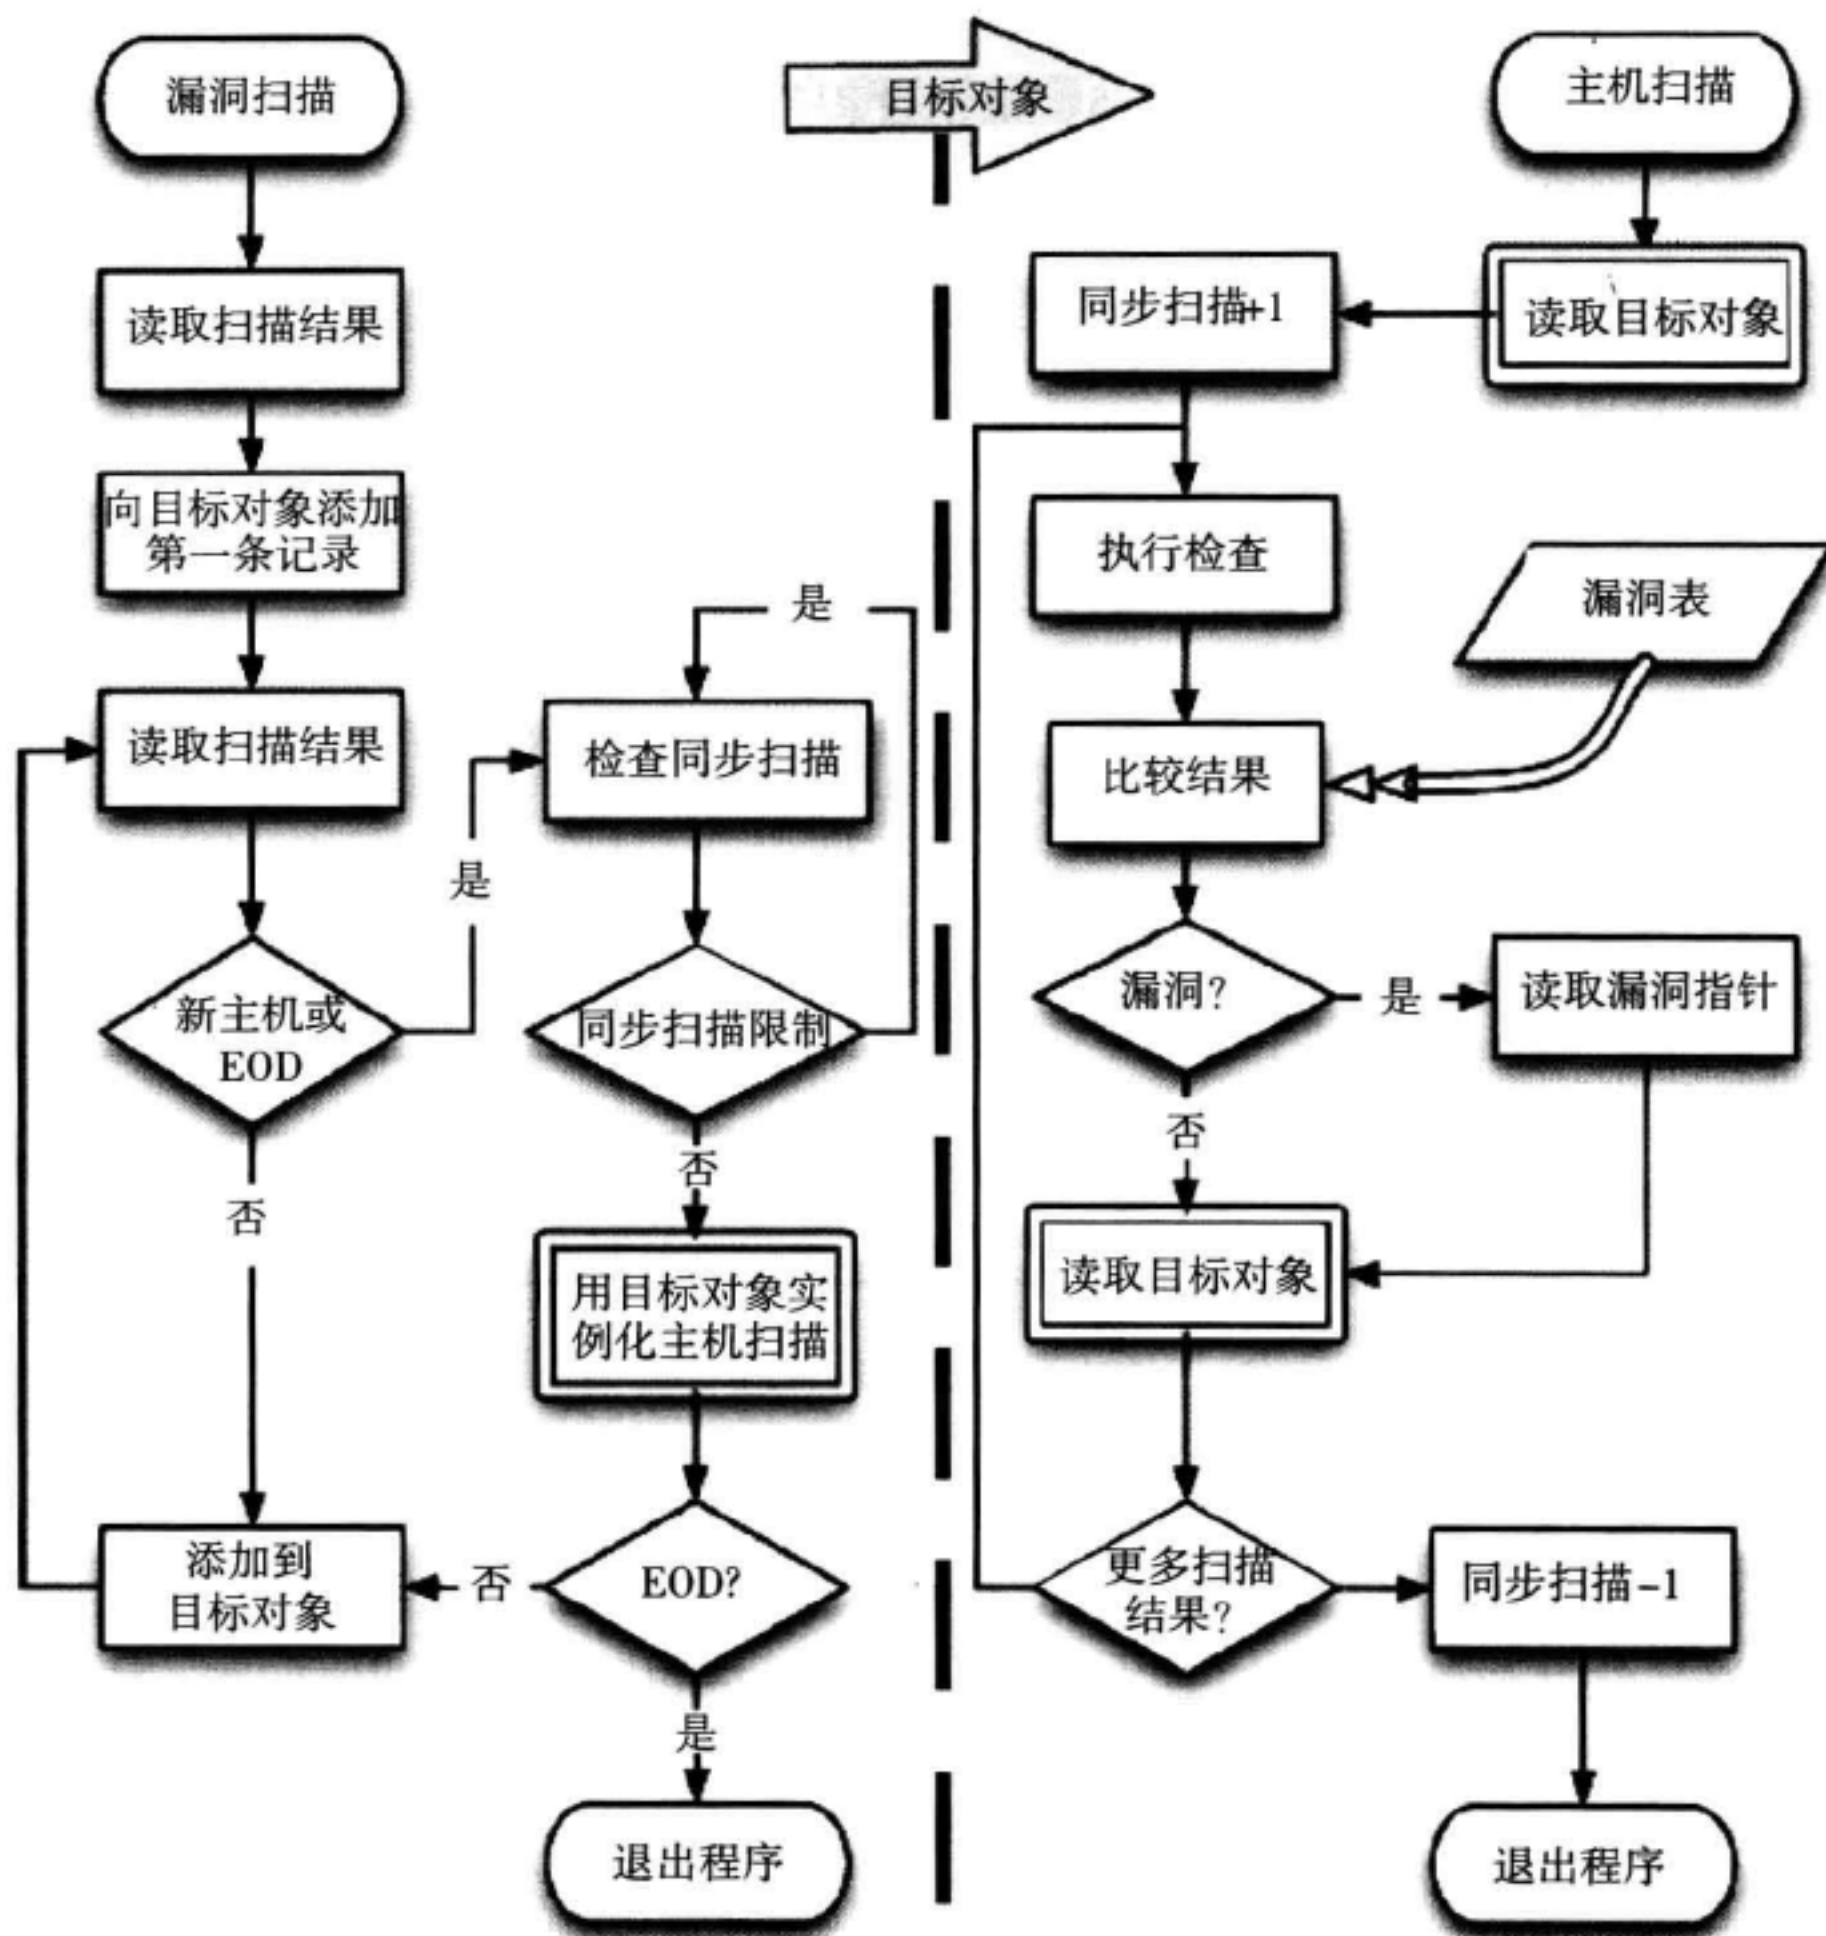 漏洞扫描
读取扫描结果
向目标对象添加
第一条记录
读取扫描结果
新主机或
EOD
是
否
添加到
目标对象
是
检查同步扫描
同步扫描限制
否
用目标对象实
例化主机扫描
EOD?
否
是
退出程序
目标对象
主机扫描
读取目标对象
同步扫描+1
执行检查
漏洞表
比较结果
漏洞?
是
读取漏洞指针
否
读取目标对象
更多扫描
结果?
同步扫描-1
退出程序